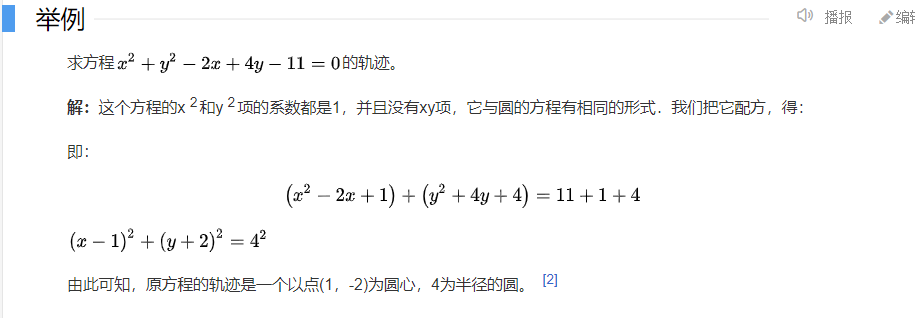 举例
播报
编辑
求方程x² + y² − 2x + 4y − 11 = 0的轨迹。
解：这个方程的x ²和y ²项的系数都是1，并且没有xy项，它与圆的方程有相同的形式．我们把它配方，得：
即：
(x² − 2x + 1) + (y² + 4y + 4) = 11 + 1 + 4
(x − 1)² + (y + 2)² = 4²
由此可知，原方程的轨迹是一个以点(1，-2)为圆心，4为半径的圆。 [2]